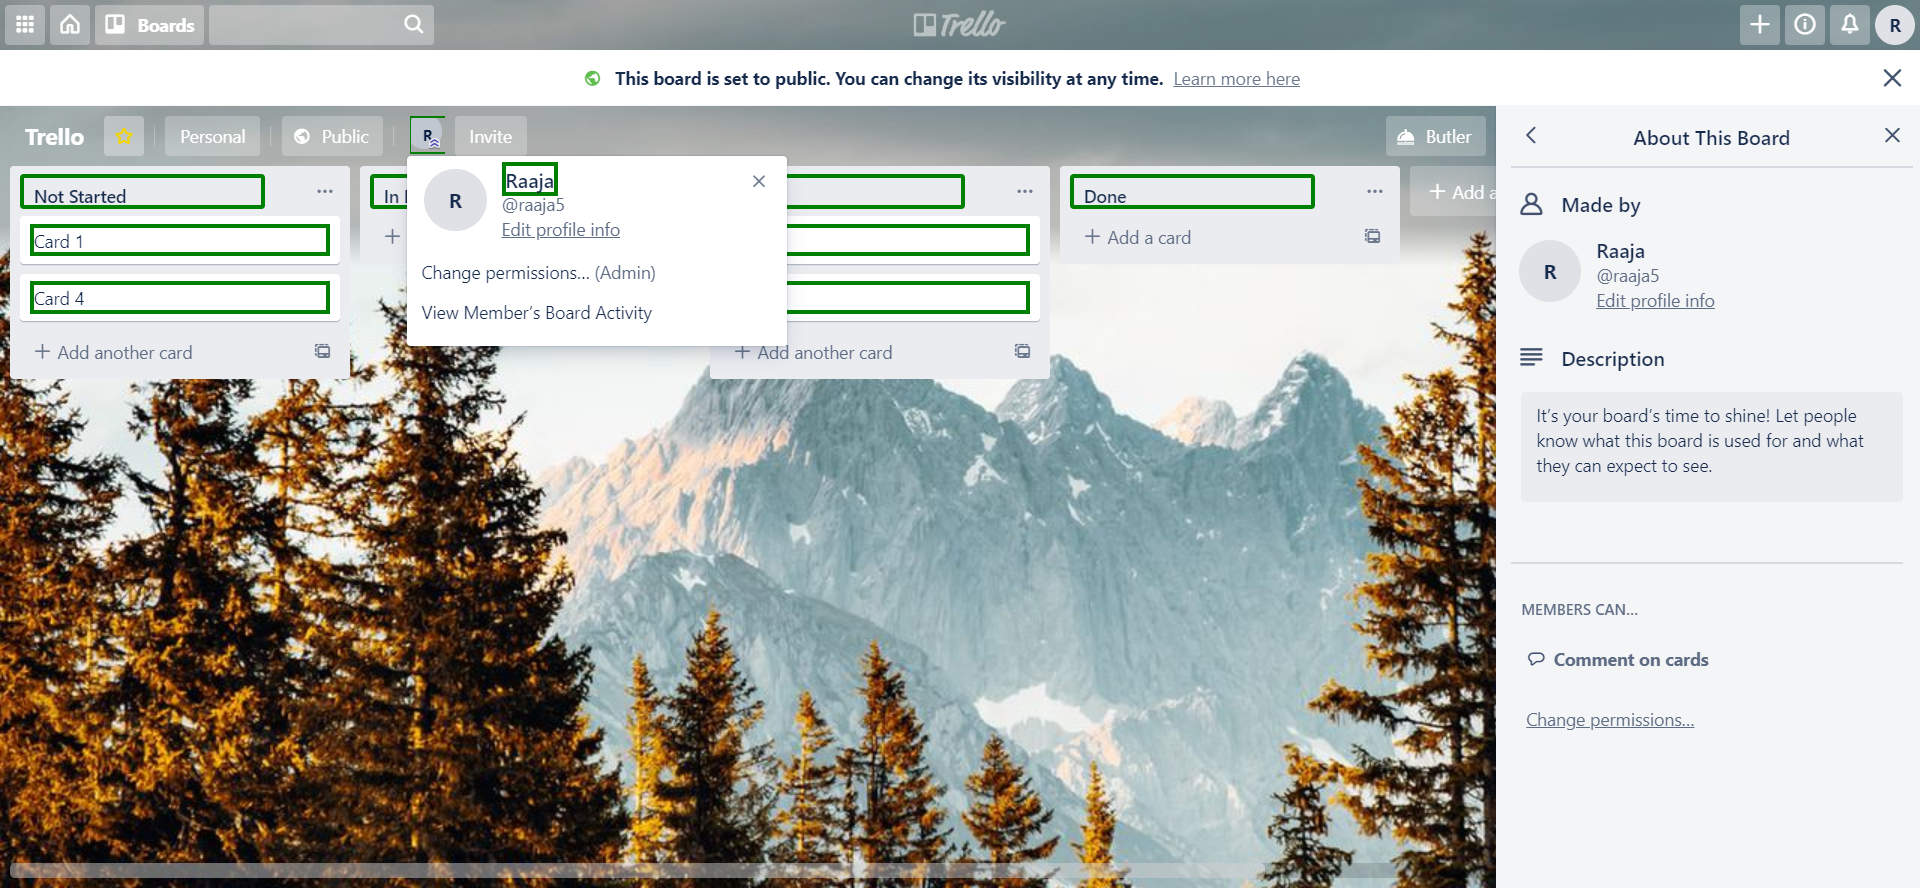 Boards
Trello
R
This board is set to public. You can change its visibility at any time. Learn more here
Trello
Personal
Public
R
Invite
Butler
Not Started
Card 1
Card 4
Add another card
In
Raaja
R
@raaja5
Edit profile info
Change permissions... (Admin)
View Member's Board Activity
Add another card
Done
Add a card
Add a
About This Board
Made by
R
Raaja
@raaja5
Edit profile info
Description
It's your board's time to shine! Let people
know what this board is used for and what
they can expect to see.
MEMBERS CAN...
Comment on cards
Change permissions...